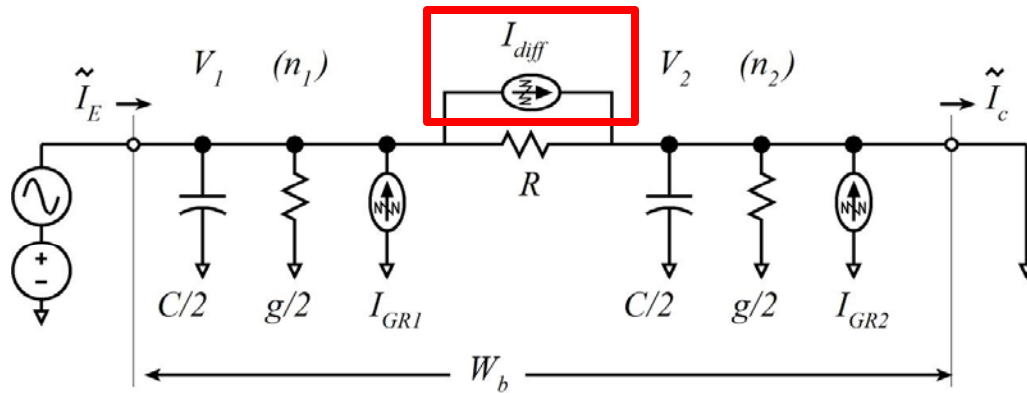 I_diff
Ĩ_E V_1 (n_1) V_2 (n_2) Ĩ_c
R
+
−
C/2 g/2 I_GR1 C/2 g/2 I_GR2
W_b